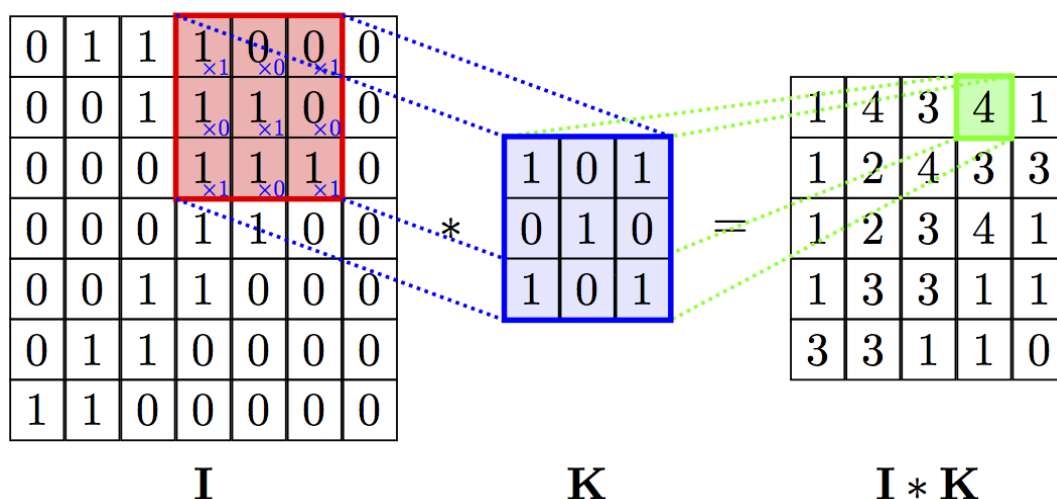 0 1 1 1 0 0 0
×1 ×0 ×1
0 0 1 1 1 0 0 1 4 3 4 1
×0 ×1 ×0
0 0 0 1 1 1 0 1 0 1 1 2 4 3 3
×1 ×0 ×1
0 0 0 1 1 0 0 * 0 1 0 = 1 2 3 4 1
0 0 1 1 0 0 0 1 0 1 1 3 3 1 1
0 1 1 0 0 0 0 3 3 1 1 0
1 1 0 0 0 0 0
I K I * K